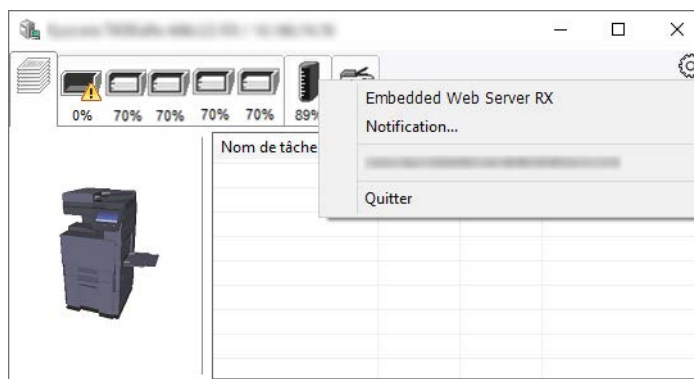 0%
70%
70%
70%
70%
89%
Embedded Web Server RX
Notification...
Nom de tâche
Quitter